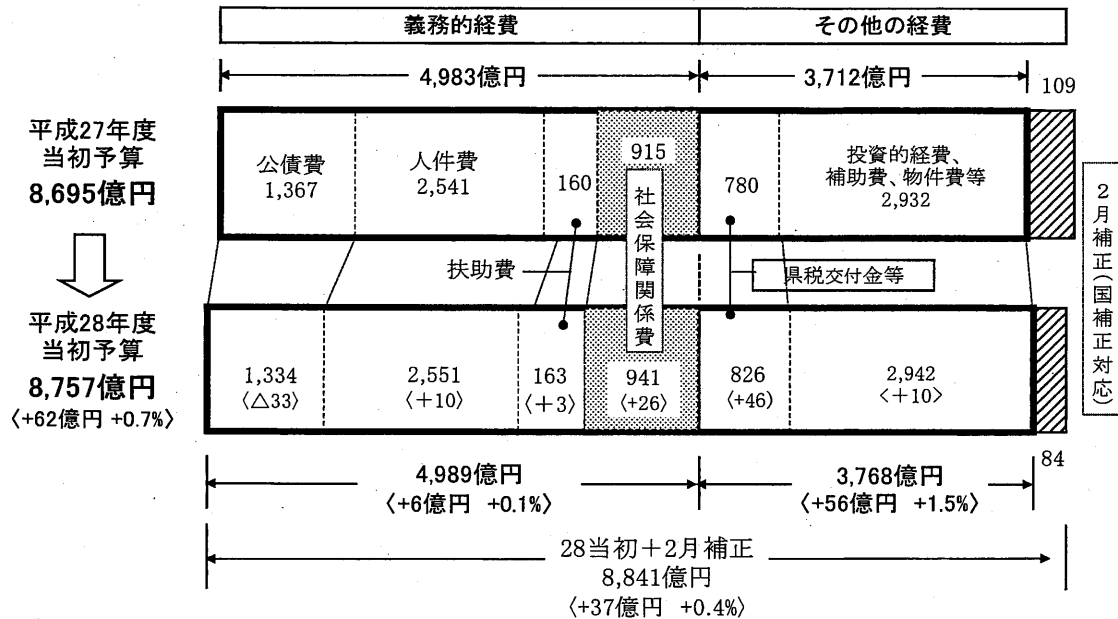 義務的経費
その他の経費
4,983億円
3,712億円
109
平成27年度
当初予算
8,695億円
公債費
1,367
人件費
2,541
160
915
780
投資的経費、
補助費、物件費等
2,932
社会保障関係費
2月補正(国補正対応)
扶助費
県税交付金等
平成28年度
当初予算
8,757億円
〈+62億円 +0.7%〉
1,334
〈△33〉
2,551
〈+10〉
163
〈+3〉
941
〈+26〉
826
〈+46〉
2,942
<+10>
84
4,989億円
〈+6億円 +0.1%〉
3,768億円
〈+56億円 +1.5%〉
28当初+2月補正
8,841億円
〈+37億円 +0.4%〉